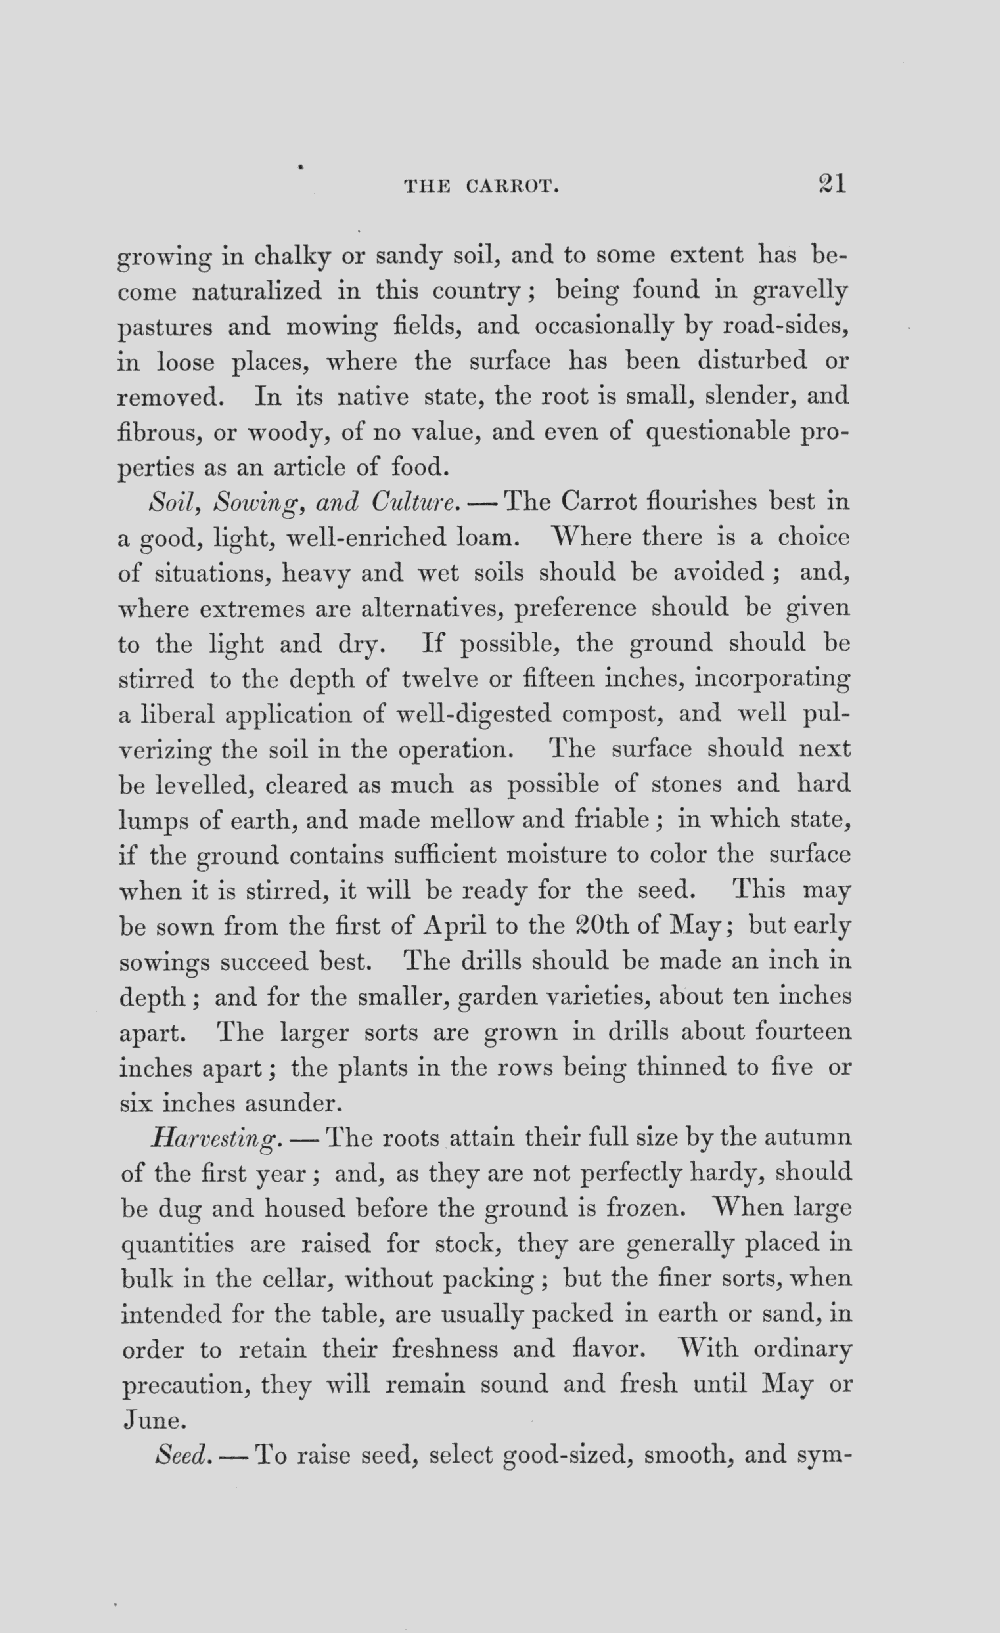 THE CARROT. 21
growing in chalky or sandy soil, and to some extent has be-
come naturalized in this country; being found in gravelly
pastures and mowing fields, and occasionally by road-sides,
in loose places, where the surface has been disturbed or
removed. In its native state, the root is small, slender, and
fibrous, or woody, of no value, and even of questionable pro-
perties as an article of food.
Soil, Sowing, and Culture. — The Carrot flourishes best in
a good, light, well-enriched loam. Where there is a choice
of situations, heavy and wet soils should be avoided; and,
where extremes are alternatives, preference should be given
to the light and dry. If possible, the ground should be
stirred to the depth of twelve or fifteen inches, incorporating
a liberal application of well-digested compost, and well pul-
verizing the soil in the operation. The surface should next
be levelled, cleared as much as possible of stones and hard
lumps of earth, and made mellow and friable; in which state,
if the ground contains sufficient moisture to color the surface
when it is stirred, it will be ready for the seed. This may
be sown from the first of April to the 20th of May; but early
sowings succeed best. The drills should be made an inch in
depth; and for the smaller, garden varieties, about ten inches
apart. The larger sorts are grown in drills about fourteen
inches apart; the plants in the rows being thinned to five or
six inches asunder.
Harvesting. — The roots attain their full size by the autumn
of the first year; and, as they are not perfectly hardy, should
be dug and housed before the ground is frozen. When large
quantities are raised for stock, they are generally placed in
bulk in the cellar, without packing; but the finer sorts, when
intended for the table, are usually packed in earth or sand, in
order to retain their freshness and flavor. With ordinary
precaution, they will remain sound and fresh until May or
June.
Seed. — To raise seed, select good-sized, smooth, and sym-